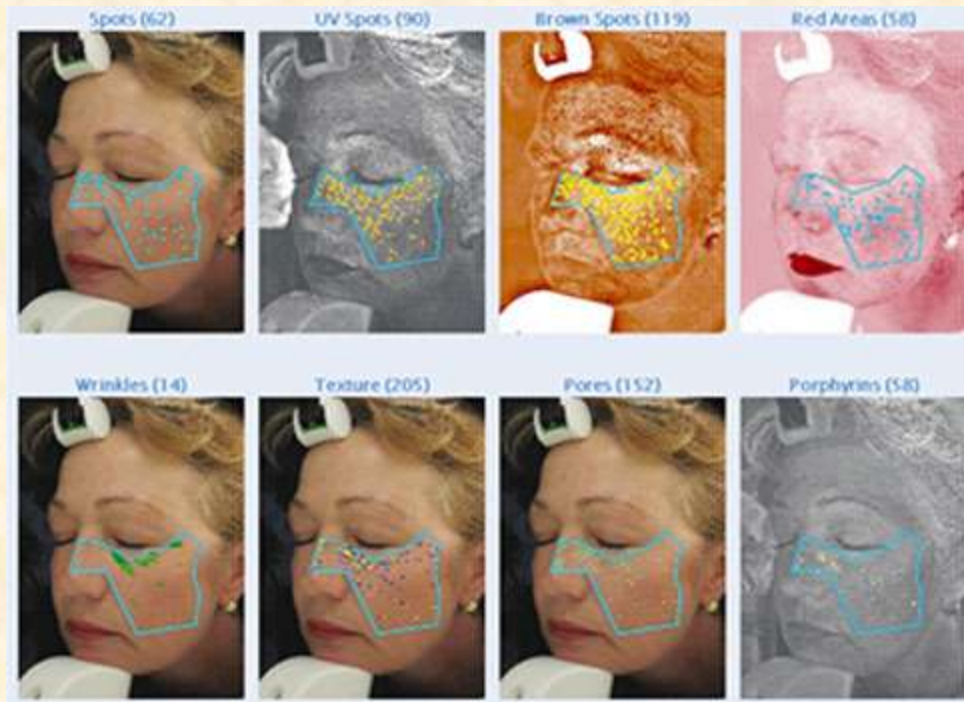 Spots (62)
UV Spots (90)
Brown Spots (119)
Red Areas (58)
Wrinkles (14)
Texture (205)
Pores (152)
Porphyrins (58)